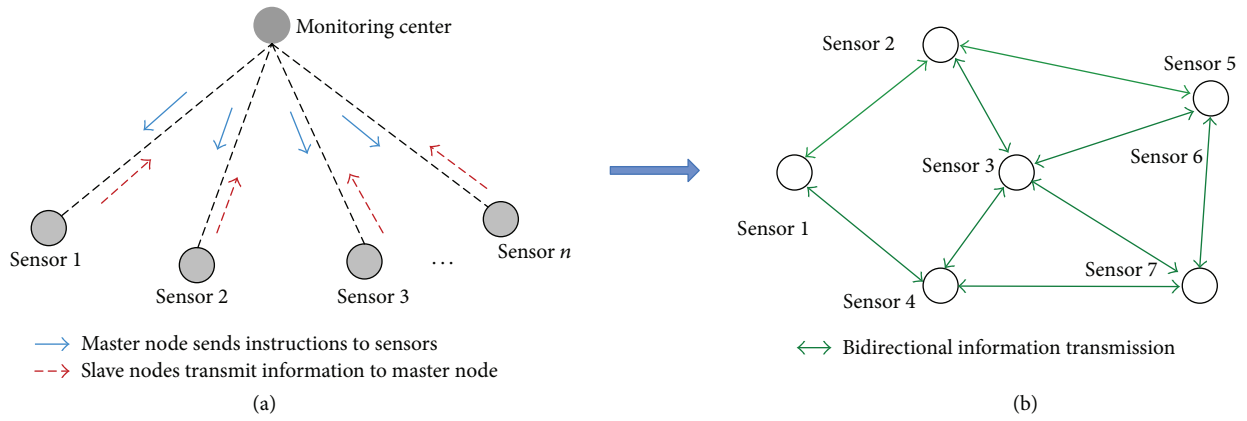 Monitoring center
Sensor 1
Sensor 2
Sensor 3
...
Sensor n
Master node sends instructions to sensors
Slave nodes transmit information to master node
(a)
Sensor 2
Sensor 5
Sensor 3
Sensor 6
Sensor 1
Sensor 7
Sensor 4
Bidirectional information transmission
(b)